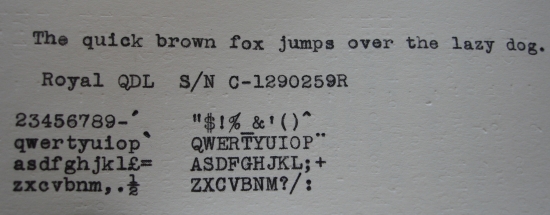 The quick brown fox jumps over the lazy dog.
Royal QDL S/N C-1290259R
23456789-´ "$!%_&'()^
qwertyuiop` QWERTYUIOP¨
asdfghjkl£= ASDFGHJKL;+
zxcvbnm,.½ ZXCVBNM?/: